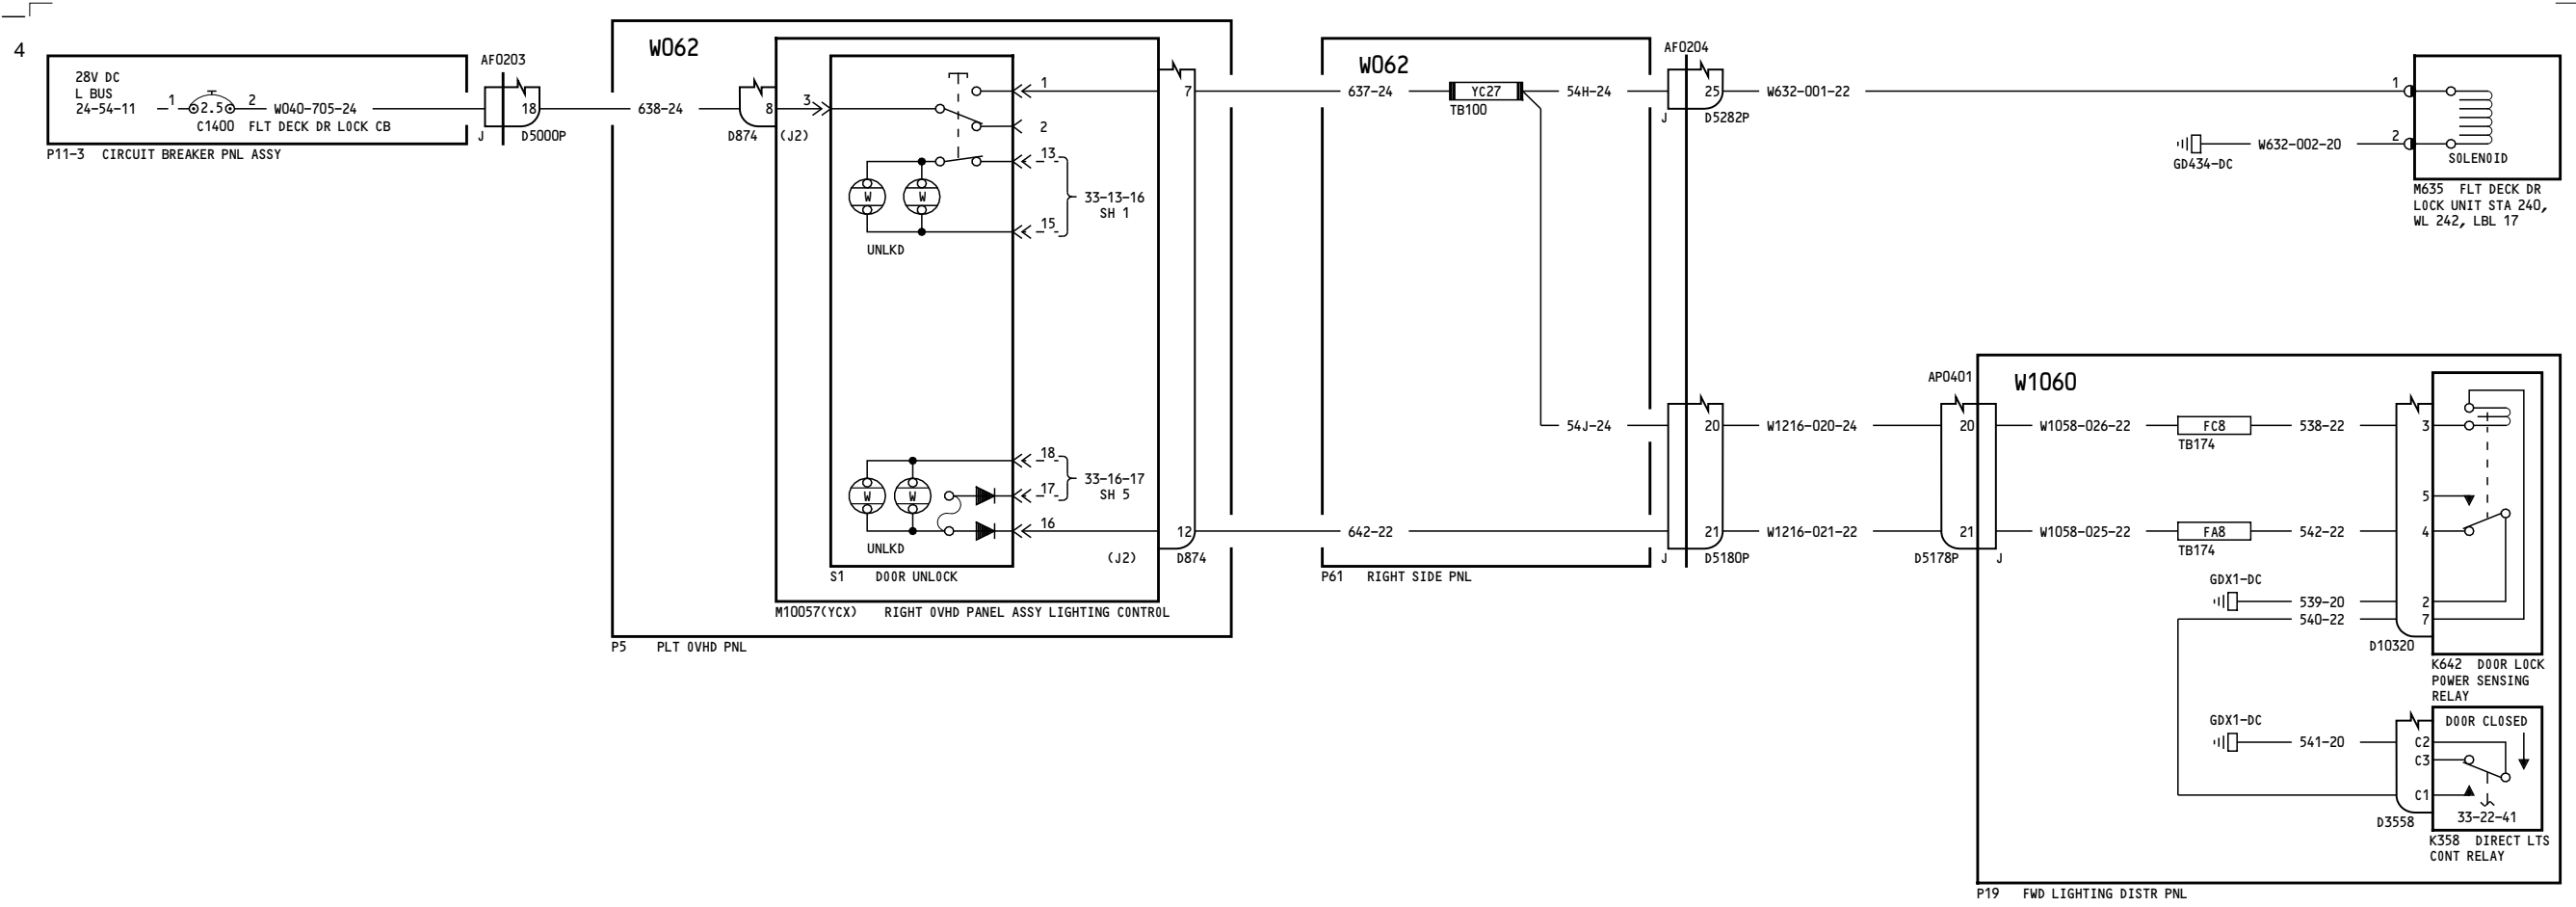 4
28V DC
L BUS
24-54-11
1
2.5
2
W040-705-24
C1400 FLT DECK DR LOCK CB
P11-3 CIRCUIT BREAKER PNL ASSY
AF0203
18
J
D5000P
638-24
W062
8
D874
(J2)
3
1
2
13
15
W
W
UNLKD
33-13-16
SH 1
18
17
16
W
W
UNLKD
33-16-17
SH 5
S1 DOOR UNLOCK
M10057(YCX) RIGHT OVHD PANEL ASSY LIGHTING CONTROL
P5 PLT OVHD PNL
7
12
(J2)
D874
637-24
642-22
W062
YC27
TB100
54H-24
54J-24
P61 RIGHT SIDE PNL
AF0204
25
J
D5282P
W632-001-22
20
21
J
D5180P
W1216-020-24
W1216-021-22
1
2
GD434-DC
W632-002-20
SOLENOID
M635 FLT DECK DR
LOCK UNIT STA 240,
WL 242, LBL 17
AP0401
20
21
D5178P
J
W1060
W1058-026-22
FC8
TB174
538-22
W1058-025-22
FA8
TB174
542-22
GDX1-DC
539-20
540-22
3
5
4
2
7
D10320
K642 DOOR LOCK
POWER SENSING
RELAY
GDX1-DC
541-20
C2
C3
C1
D3558
DOOR CLOSED
33-22-41
K358 DIRECT LTS
CONT RELAY
P19 FWD LIGHTING DISTR PNL